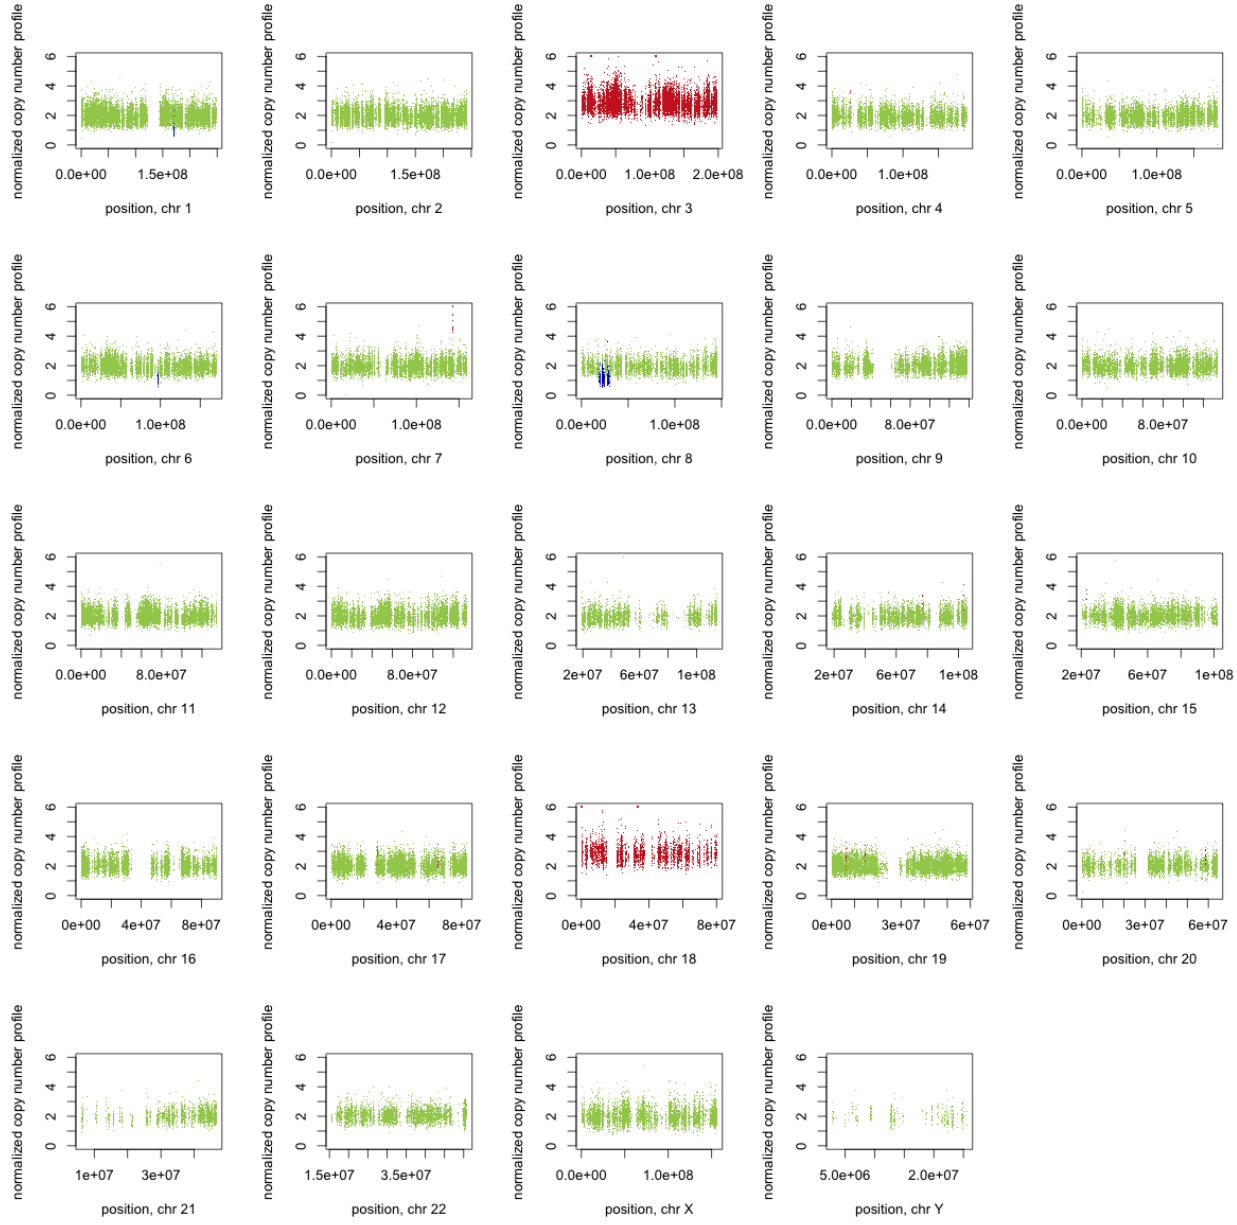 normalized copy number profile
0 2 4 6
0.0e+00 1.5e+08
position, chr 1
normalized copy number profile
0 2 4 6
0.0e+00 1.5e+08
position, chr 2
normalized copy number profile
0 2 4 6
0.0e+00 1.0e+08 2.0e+08
position, chr 3
normalized copy number profile
0 2 4 6
0.0e+00 1.0e+08
position, chr 4
normalized copy number profile
0 2 4 6
0.0e+00 1.0e+08
position, chr 5
normalized copy number profile
0 2 4 6
0.0e+00 1.0e+08
position, chr 6
normalized copy number profile
0 2 4 6
0.0e+00 1.0e+08
position, chr 7
normalized copy number profile
0 2 4 6
0.0e+00 1.0e+08
position, chr 8
normalized copy number profile
0 2 4 6
0.0e+00 8.0e+07
position, chr 9
normalized copy number profile
0 2 4 6
0.0e+00 8.0e+07
position, chr 10
normalized copy number profile
0 2 4 6
0.0e+00 8.0e+07
position, chr 11
normalized copy number profile
0 2 4 6
0.0e+00 8.0e+07
position, chr 12
normalized copy number profile
0 2 4 6
2e+07 6e+07 1e+08
position, chr 13
normalized copy number profile
0 2 4 6
2e+07 6e+07 1e+08
position, chr 14
normalized copy number profile
0 2 4 6
2e+07 6e+07 1e+08
position, chr 15
normalized copy number profile
0 2 4 6
0e+00 4e+07 8e+07
position, chr 16
normalized copy number profile
0 2 4 6
0e+00 4e+07 8e+07
position, chr 17
normalized copy number profile
0 2 4 6
0e+00 4e+07 8e+07
position, chr 18
normalized copy number profile
0 2 4 6
0e+00 3e+07 6e+07
position, chr 19
normalized copy number profile
0 2 4 6
0e+00 3e+07 6e+07
position, chr 20
normalized copy number profile
0 2 4 6
1e+07 3e+07
position, chr 21
normalized copy number profile
0 2 4 6
1.5e+07 3.5e+07
position, chr 22
normalized copy number profile
0 2 4 6
0.0e+00 1.0e+08
position, chr X
normalized copy number profile
0 2 4 6
5.0e+06 2.0e+07
position, chr Y